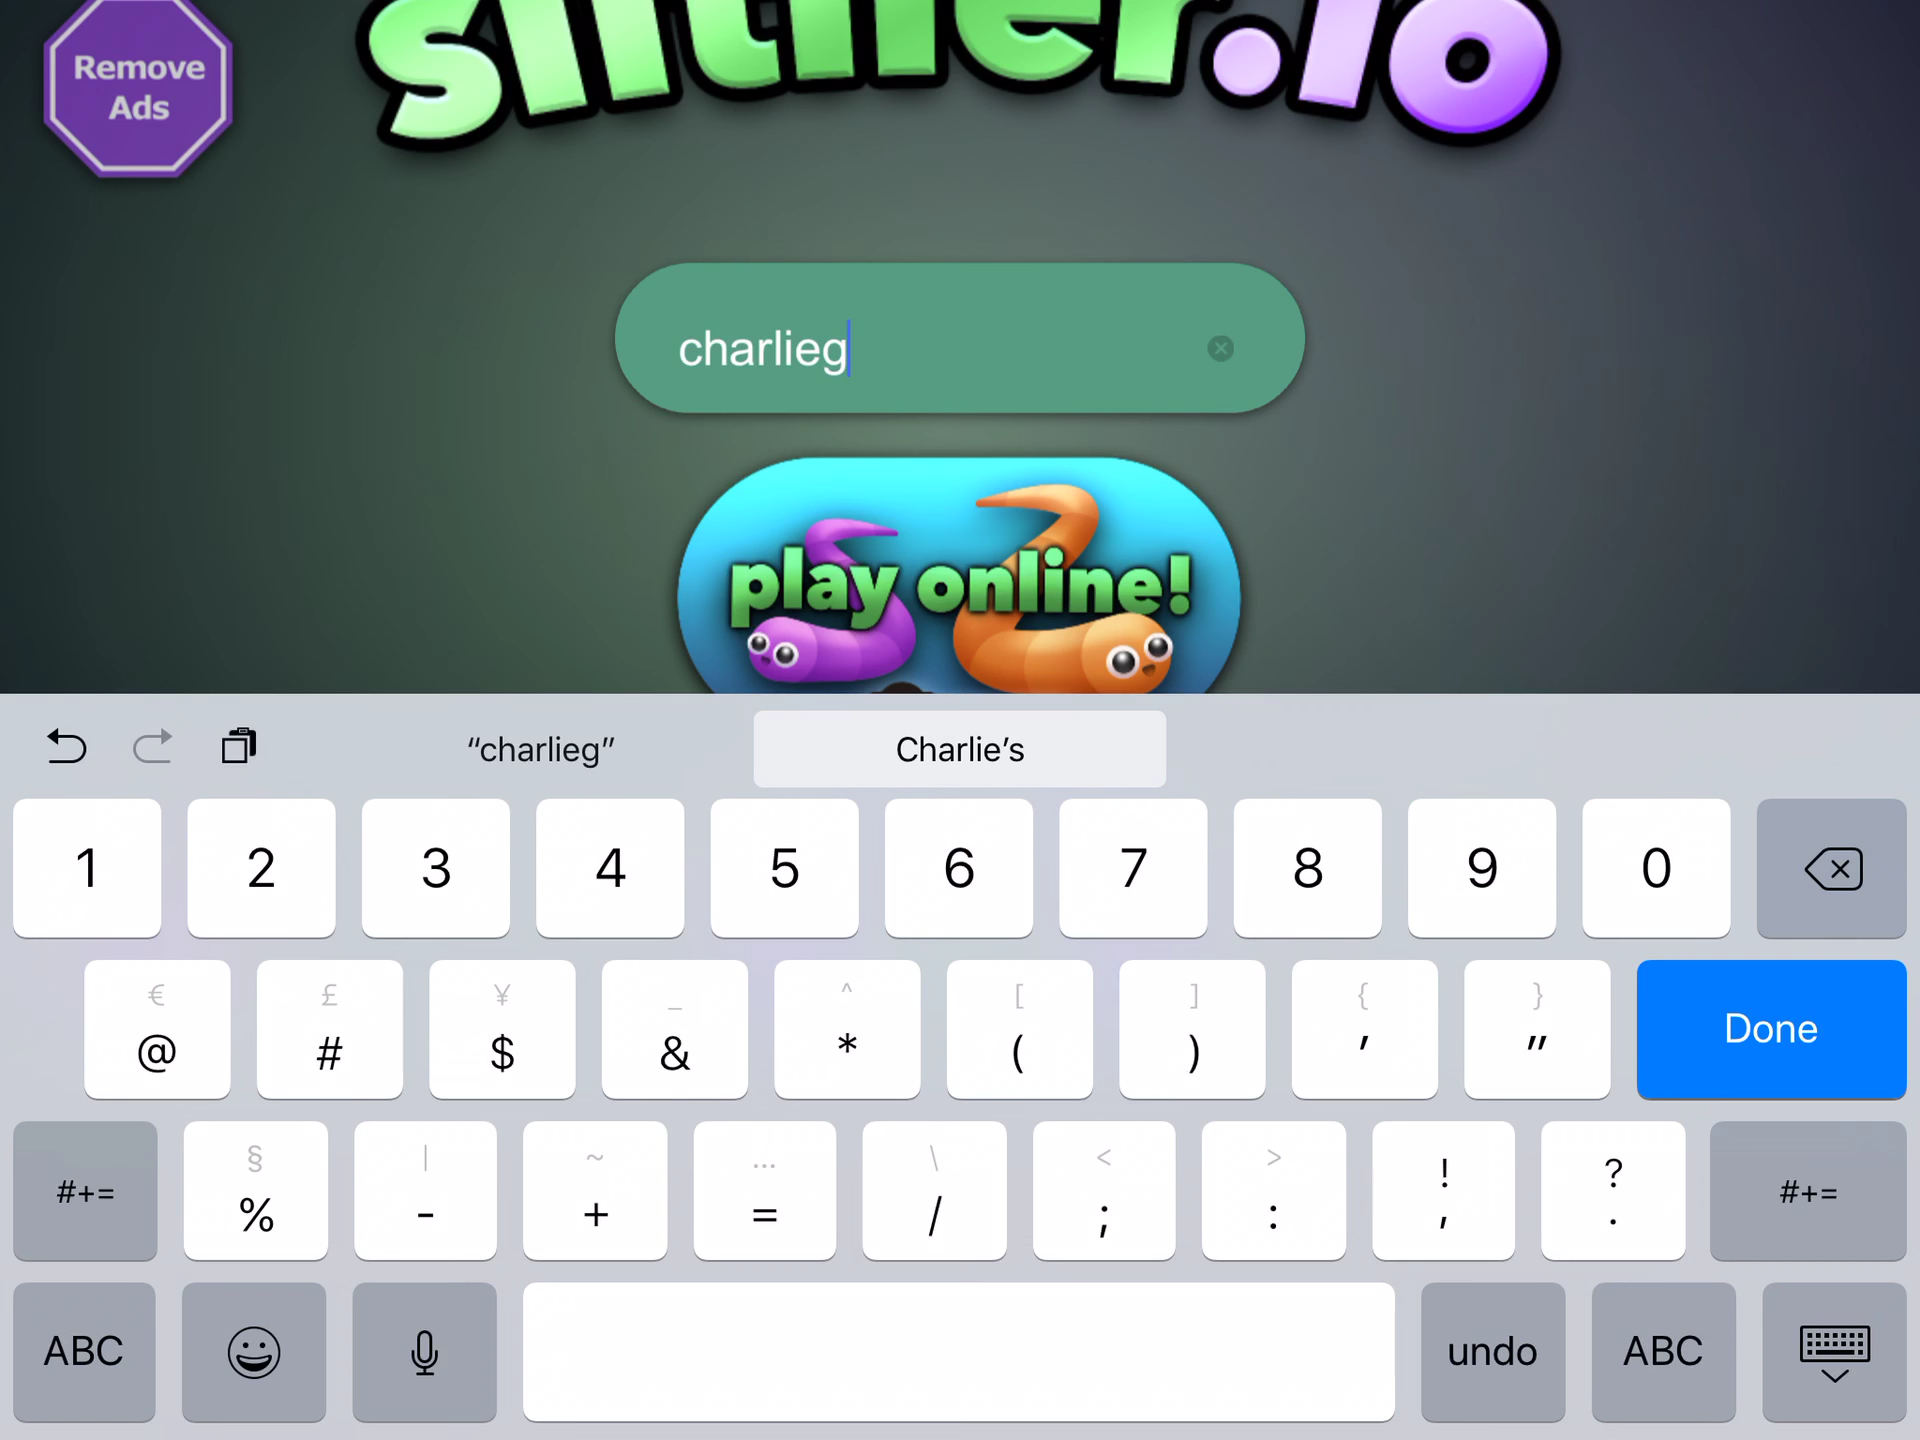 Remove
Ads
slither.io
charlieg
play online!
“charlieg”
Charlie’s
1 2 3 4 5 6 7 8 9 0
€ £ ¥ _ ^ [ ] { }
@ # $ & * ( ) ' "
Done
§ | ~ … \ < > ! ?
#+= % - + = / ; : , . #+=
ABC
undo
ABC